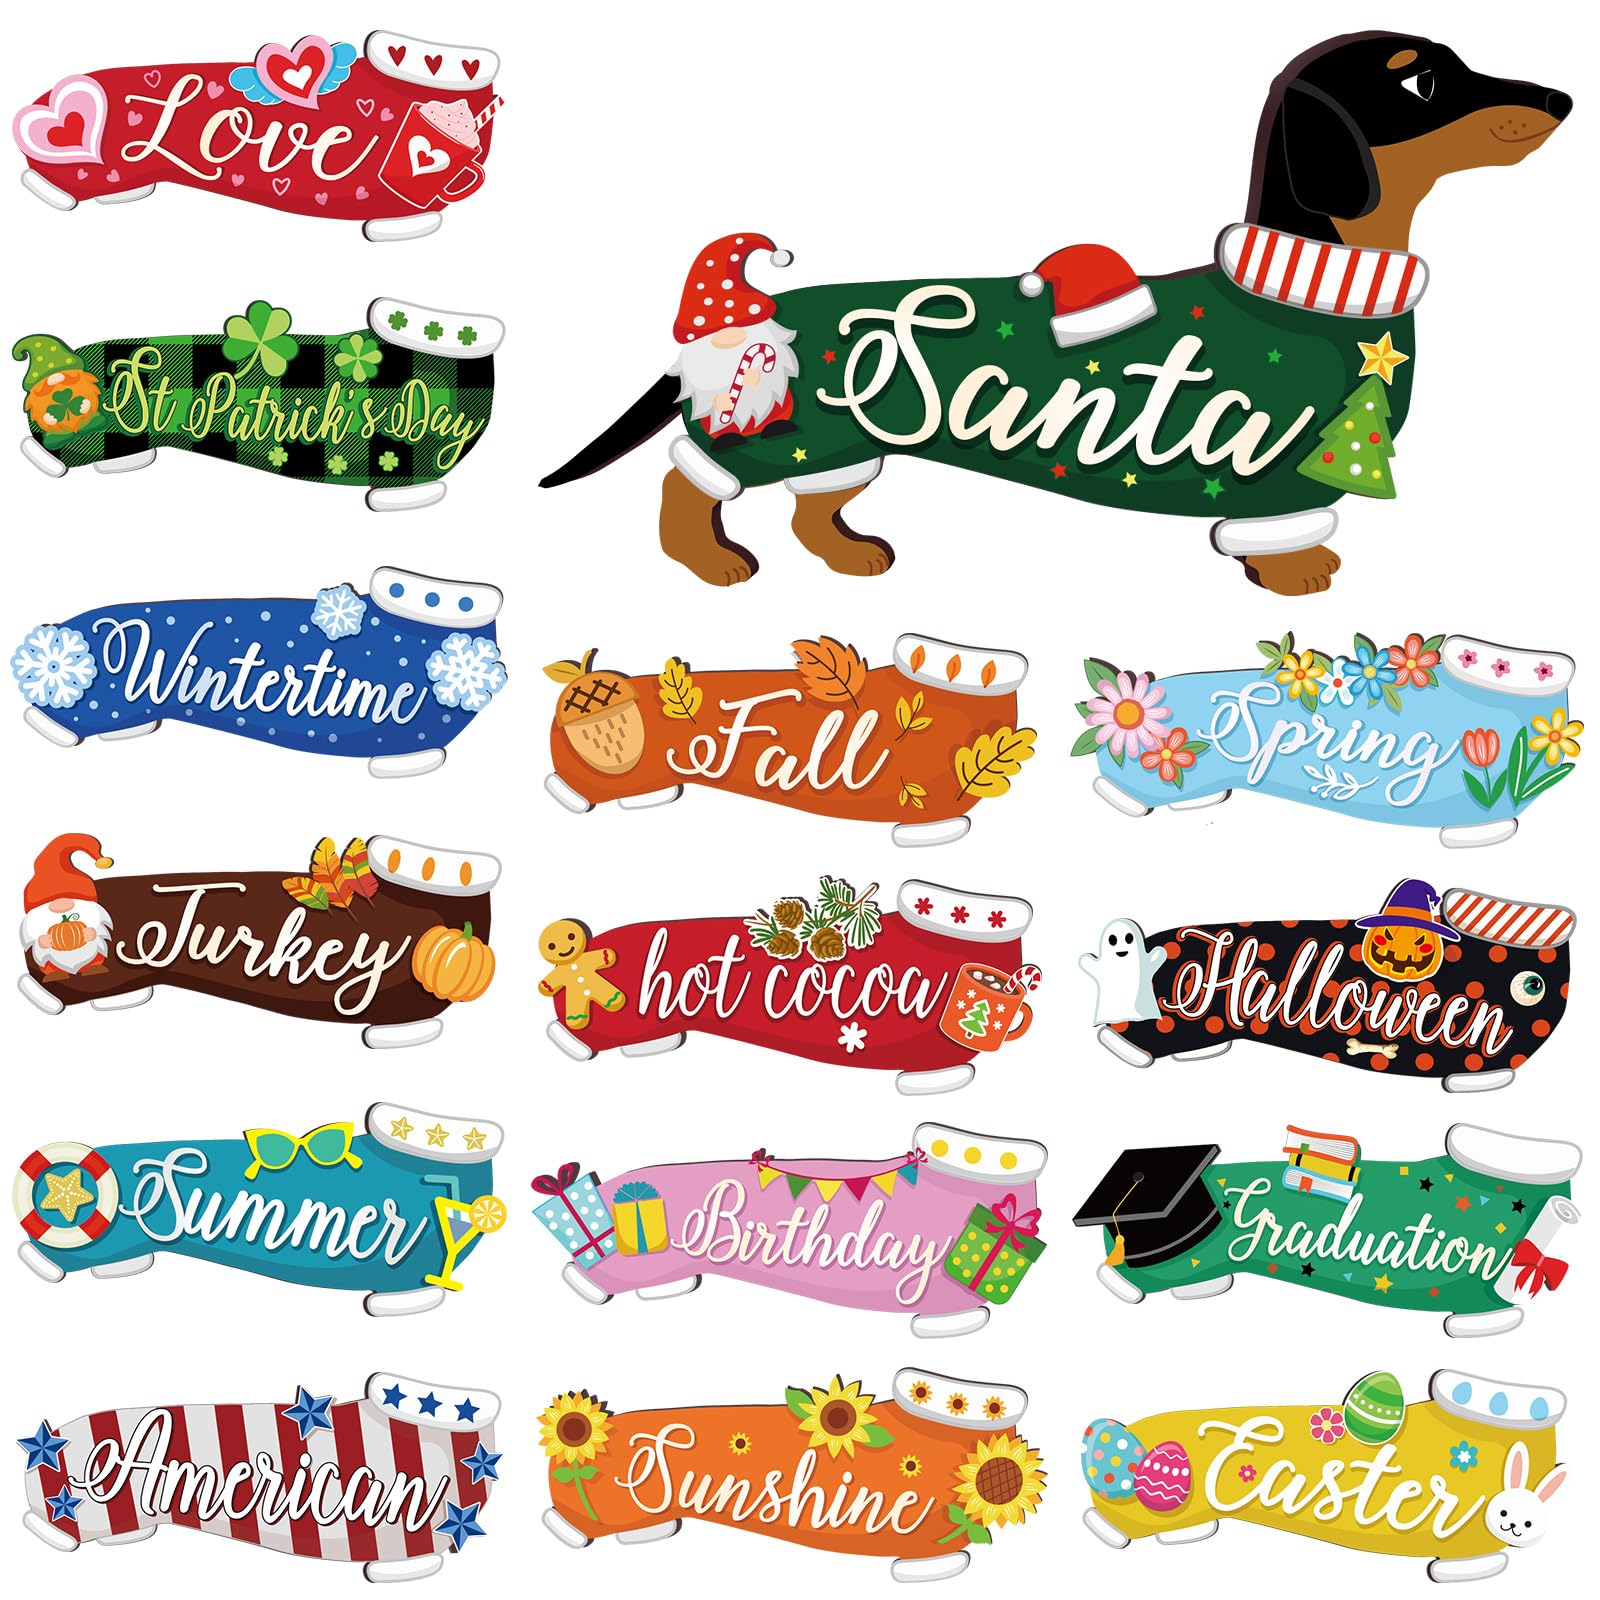 Love
Santa
St Patrick's Day
Wintertime
Fall
Spring
Turkey
hot cocoa
Halloween
Summer
Birthday
Graduation
American
Sunshine
Easter